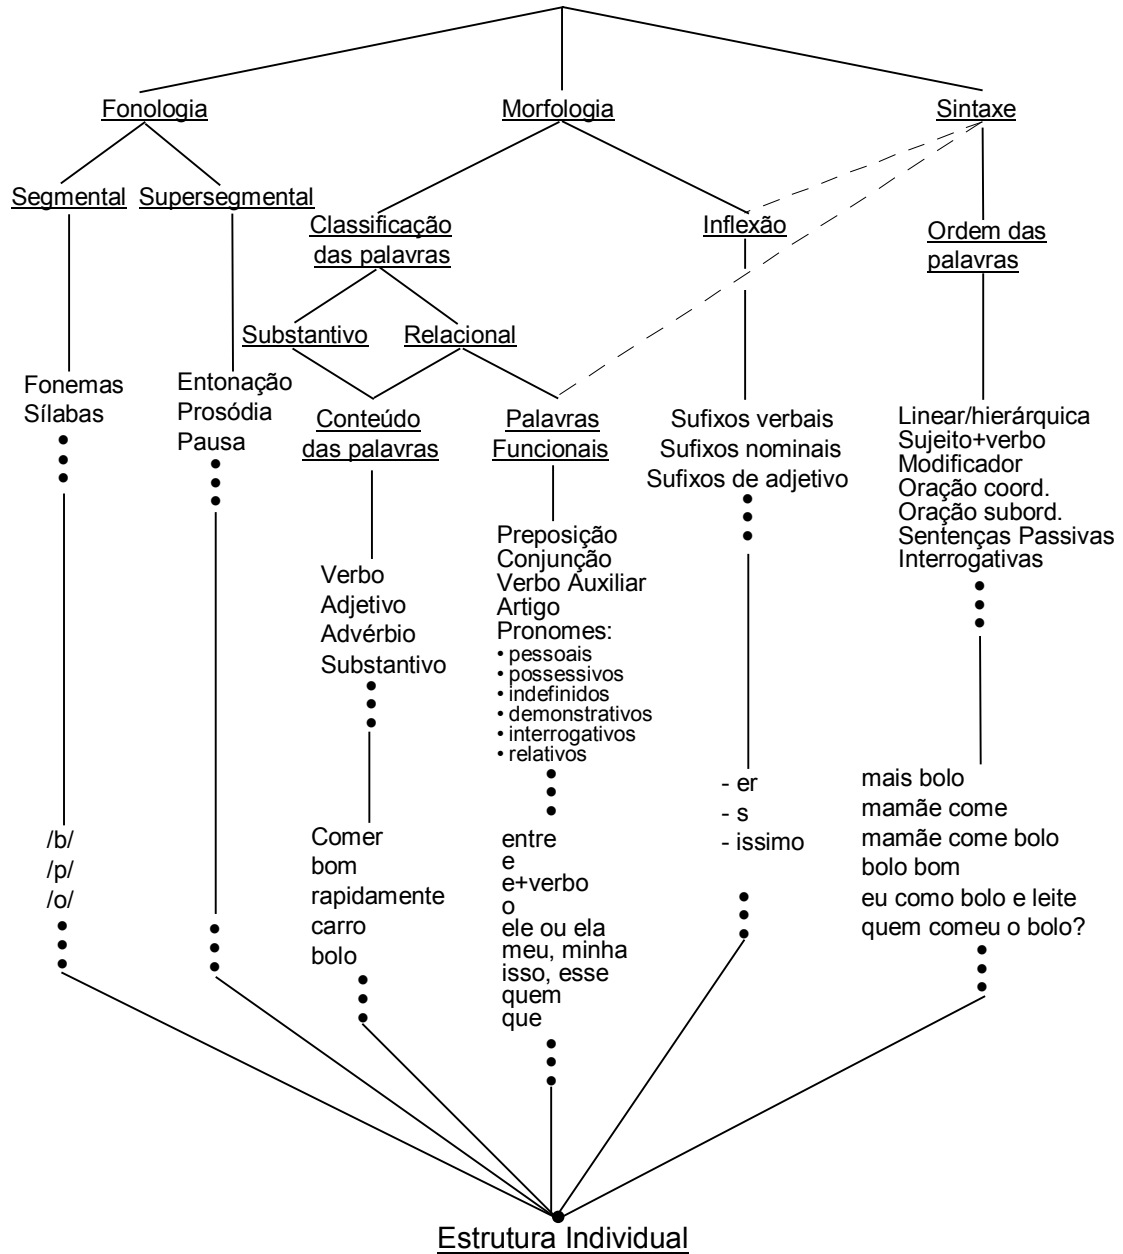 Fonologia
Morfologia
Sintaxe
Segmental
Supersegmental
Classificação
das palavras
Inflexão
Ordem das
palavras
Substantivo
Relacional
Fonemas
Sílabas
Entonação
Prosódia
Pausa
Conteúdo
das palavras
Palavras
Funcionais
Sufixos verbais
Sufixos nominais
Sufixos de adjetivo
Linear/hierárquica
Sujeito+verbo
Modificador
Oração coord.
Oração subord.
Sentenças Passivas
Interrogativas
Verbo
Adjetivo
Advérbio
Substantivo
Preposição
Conjunção
Verbo Auxiliar
Artigo
Pronomes:
• pessoais
• possessivos
• indefinidos
• demonstrativos
• interrogativos
• relativos
/b/
/p/
/o/
Comer
bom
rapidamente
carro
bolo
entre
e
e+verbo
o
ele ou ela
meu, minha
isso, esse
quem
que
- er
- s
- issimo
mais bolo
mamãe come
mamãe come bolo
bolo bom
eu como bolo e leite
quem comeu o bolo?
Estrutura Individual